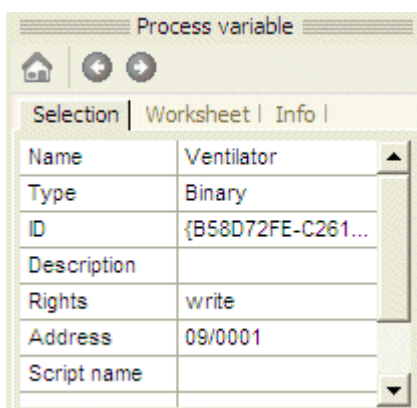 Process variable
Selection Worksheet Info
Name Ventilator
Type Binary
ID {B58D72FE-C261...
Description
Rights write
Address 09/0001
Script name